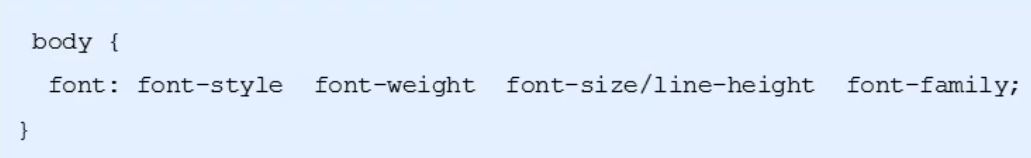 body {
font: font-style font-weight font-size/line-height font-family;
}